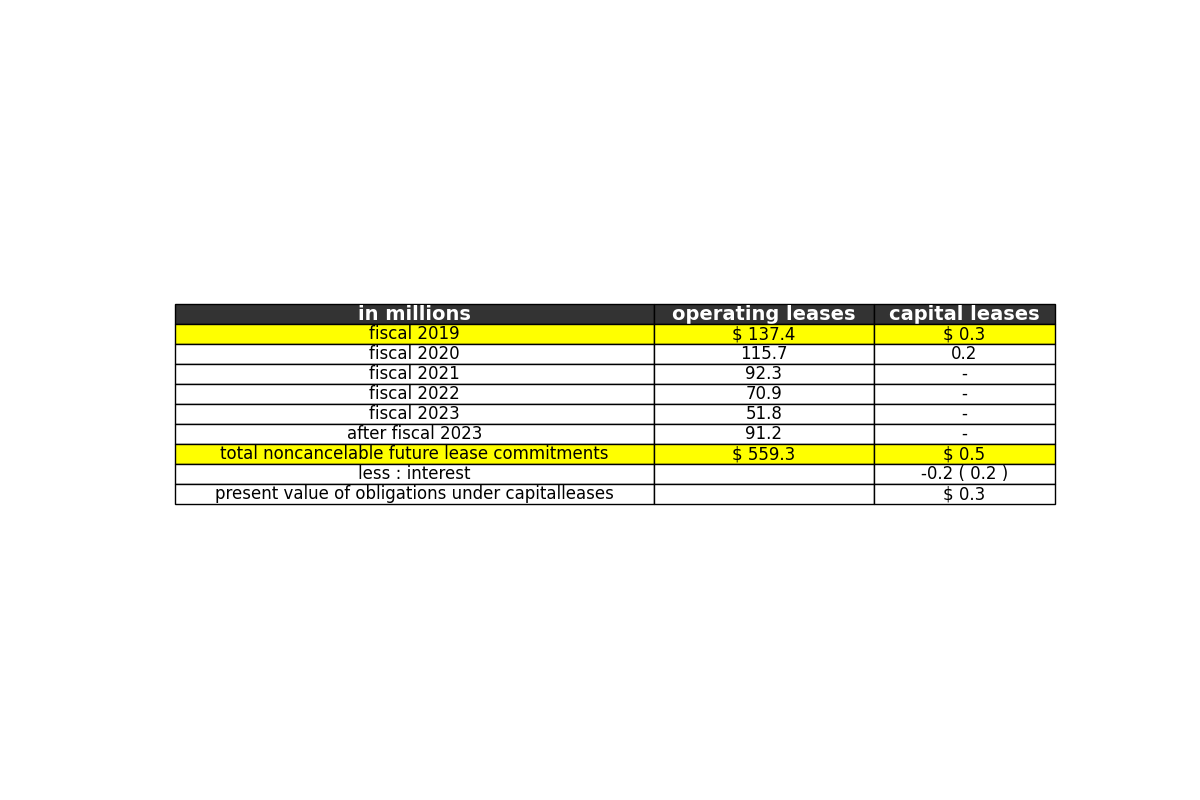 in millions operating leases capital leases
fiscal 2019 $ 137.4 $ 0.3
fiscal 2020 115.7 0.2
fiscal 2021 92.3 -
fiscal 2022 70.9 -
fiscal 2023 51.8 -
after fiscal 2023 91.2 -
total noncancelable future lease commitments $ 559.3 $ 0.5
less : interest -0.2 ( 0.2 )
present value of obligations under capitalleases $ 0.3